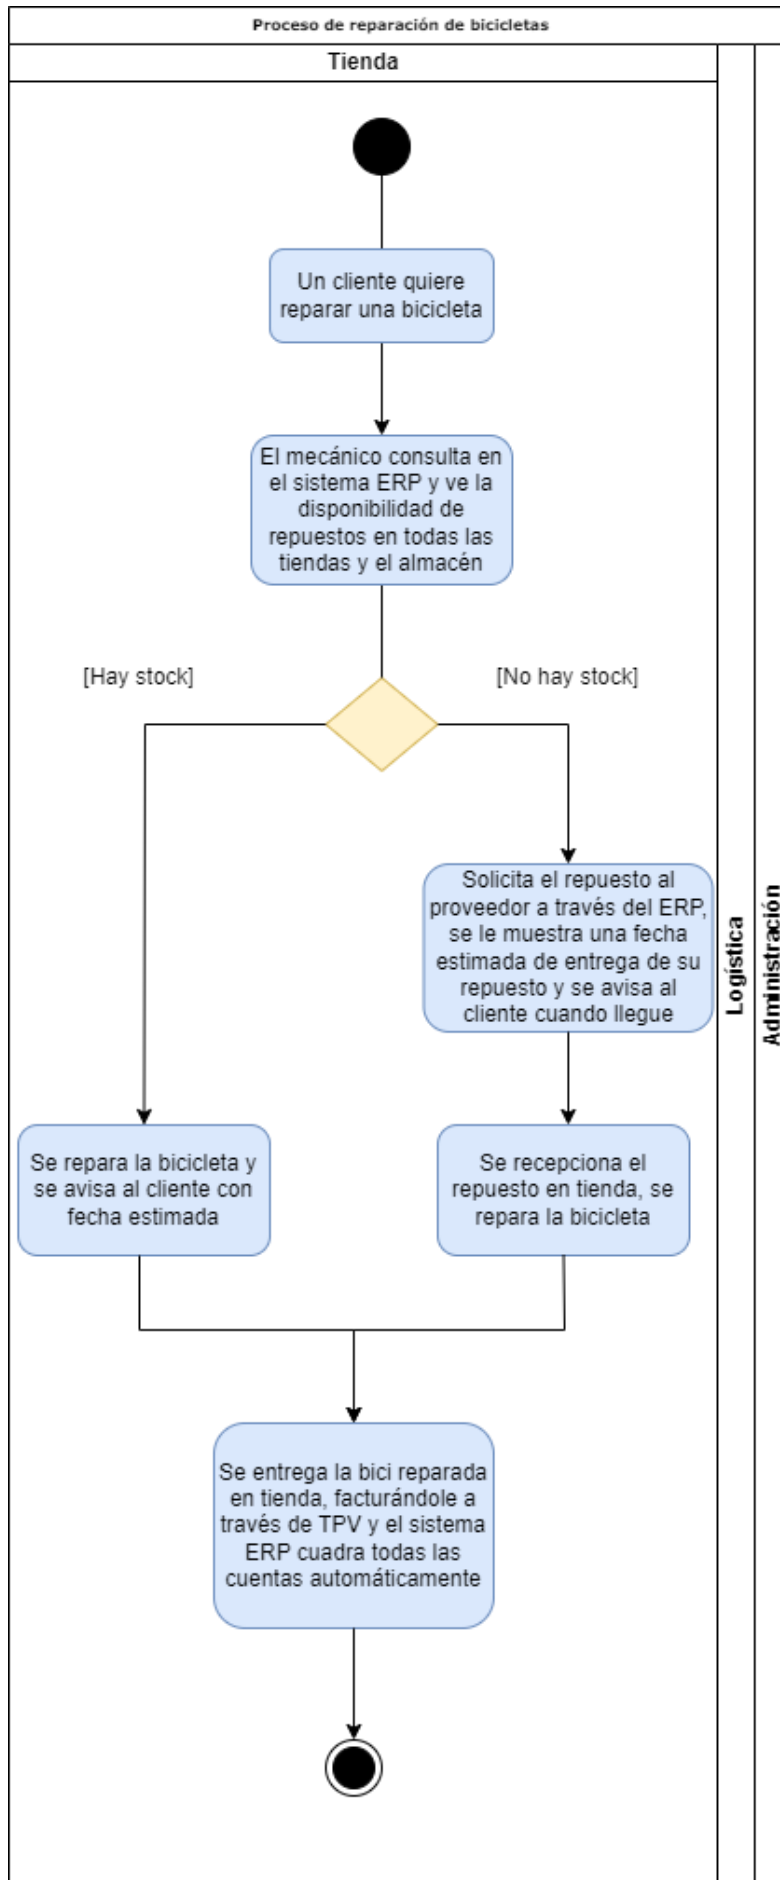 Proceso de reparación de bicicletas
Tienda
Un cliente quiere
reparar una bicicleta
El mecánico consulta en
el sistema ERP y ve la
disponibilidad de
repuestos en todas las
tiendas y el almacén
[Hay stock]
[No hay stock]
Solicita el repuesto al
proveedor a través del ERP,
se le muestra una fecha
estimada de entrega de su
repuesto y se avisa al
cliente cuando llegue
Se repara la bicicleta y
se avisa al cliente con
fecha estimada
Se recepciona el
repuesto en tienda, se
repara la bicicleta
Se entrega la bici reparada
en tienda, facturándole a
través de TPV y el sistema
ERP cuadra todas las
cuentas automáticamente
Logística
Administración